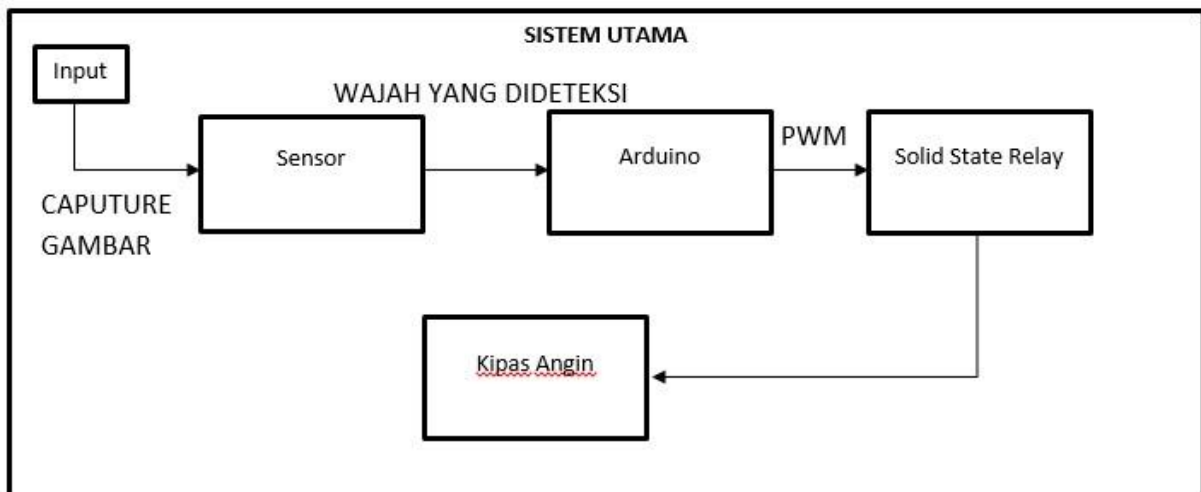 SISTEM UTAMA
Input
WAJAH YANG DIDETEKSI
Sensor
Arduino
PWM
Solid State Relay
CAPUTURE
GAMBAR
Kipas Angin